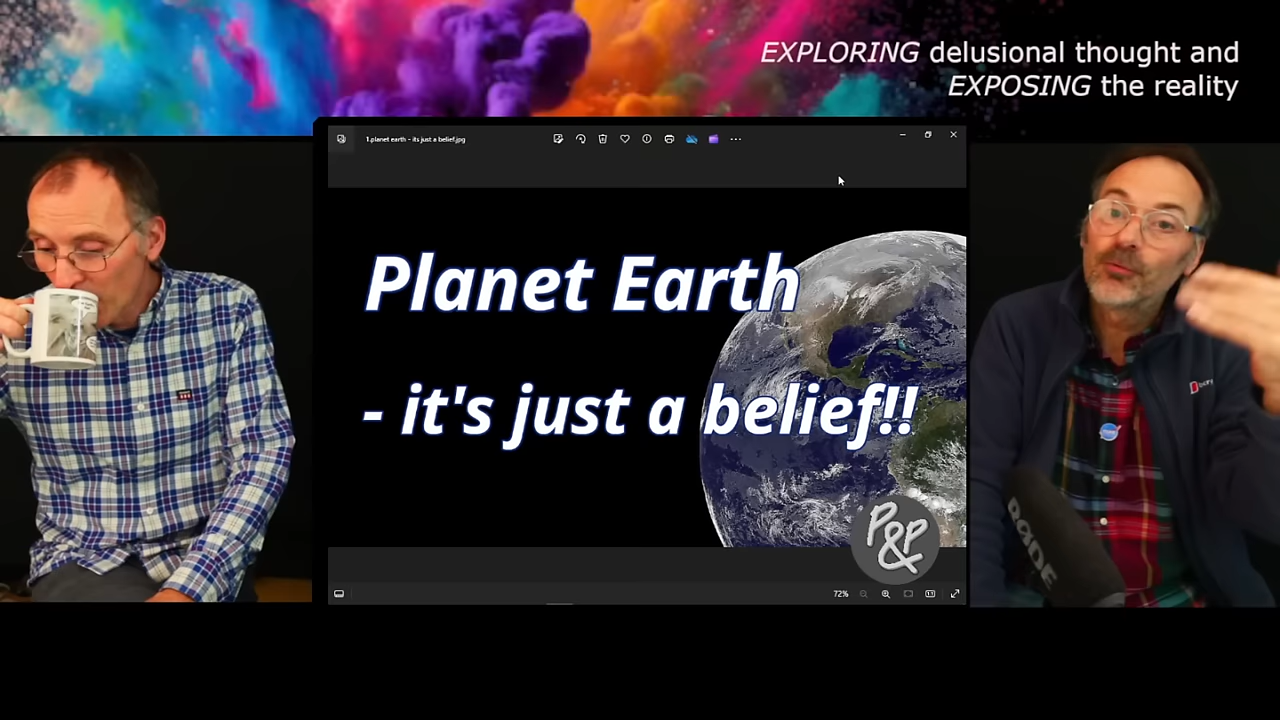 EXPLORING delusional thought and
EXPOSING the reality
1.planet earth - its just a belief.jpg
Planet Earth
- it's just a belief!!
P&P
72%
RØDE